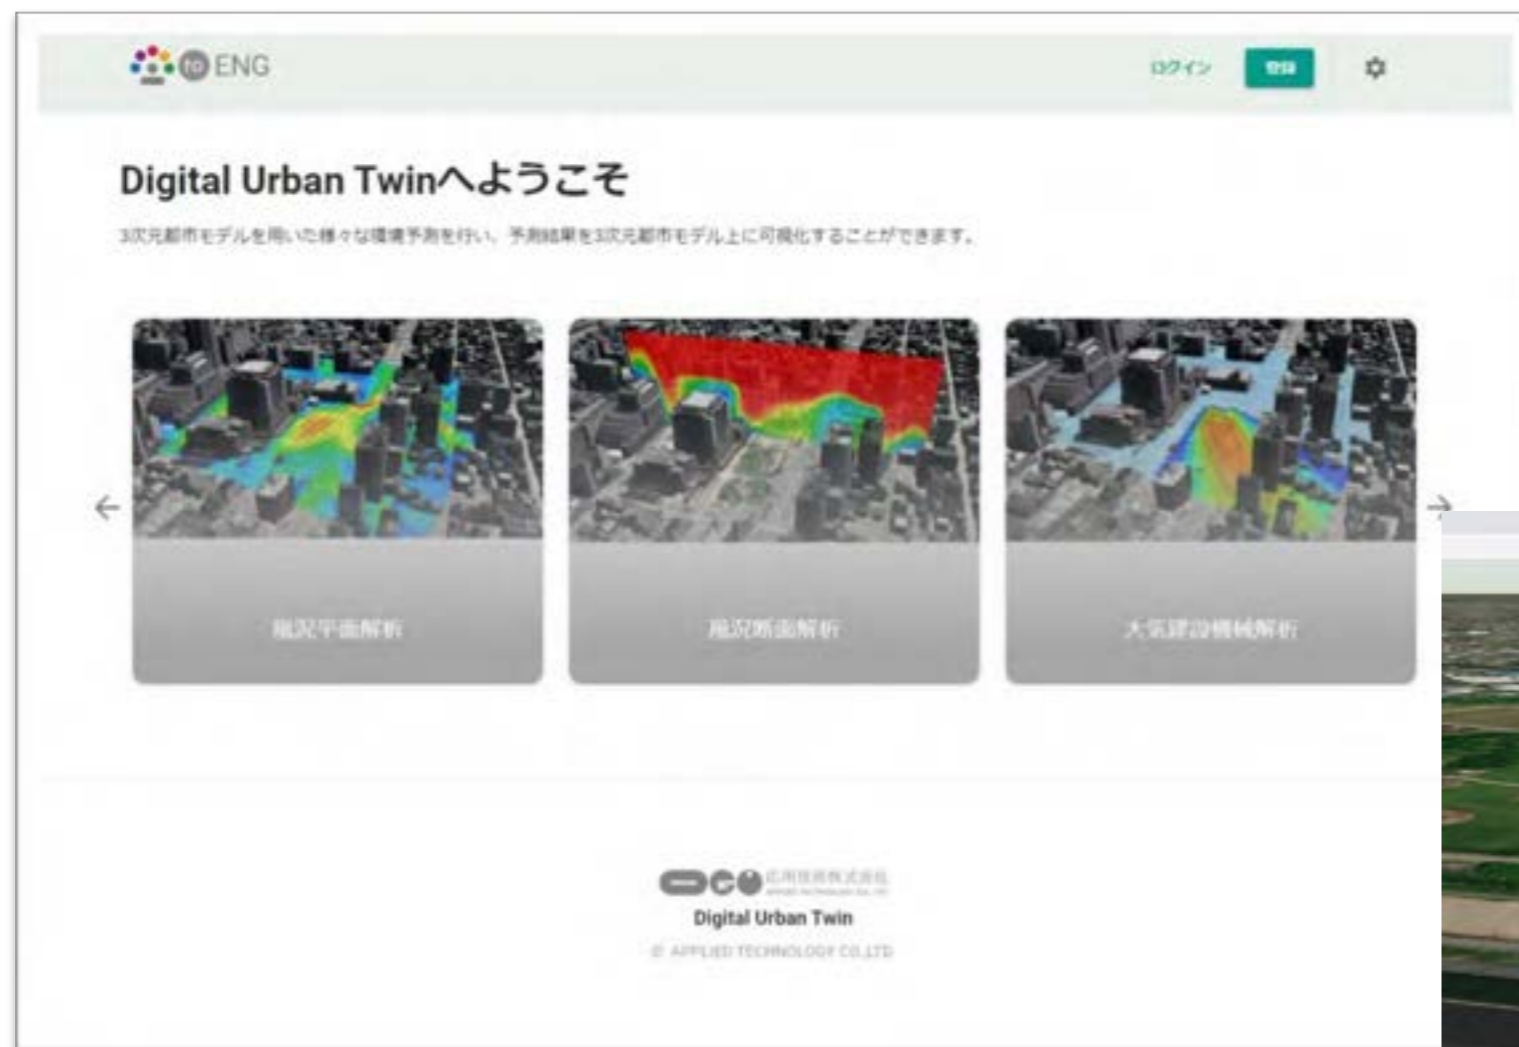 to ENG
ログイン
登録
Digital Urban Twinへようこそ
3次元都市モデルを用いた様々な環境予測を行い、予測結果を3次元都市モデル上に可視化することができます。
風況平面解析
風況断面解析
大気建設機械解析
応用技術株式会社
APPLIED TECHNOLOGY CO., LTD.
Digital Urban Twin
© APPLIED TECHNOLOGY CO.,LTD